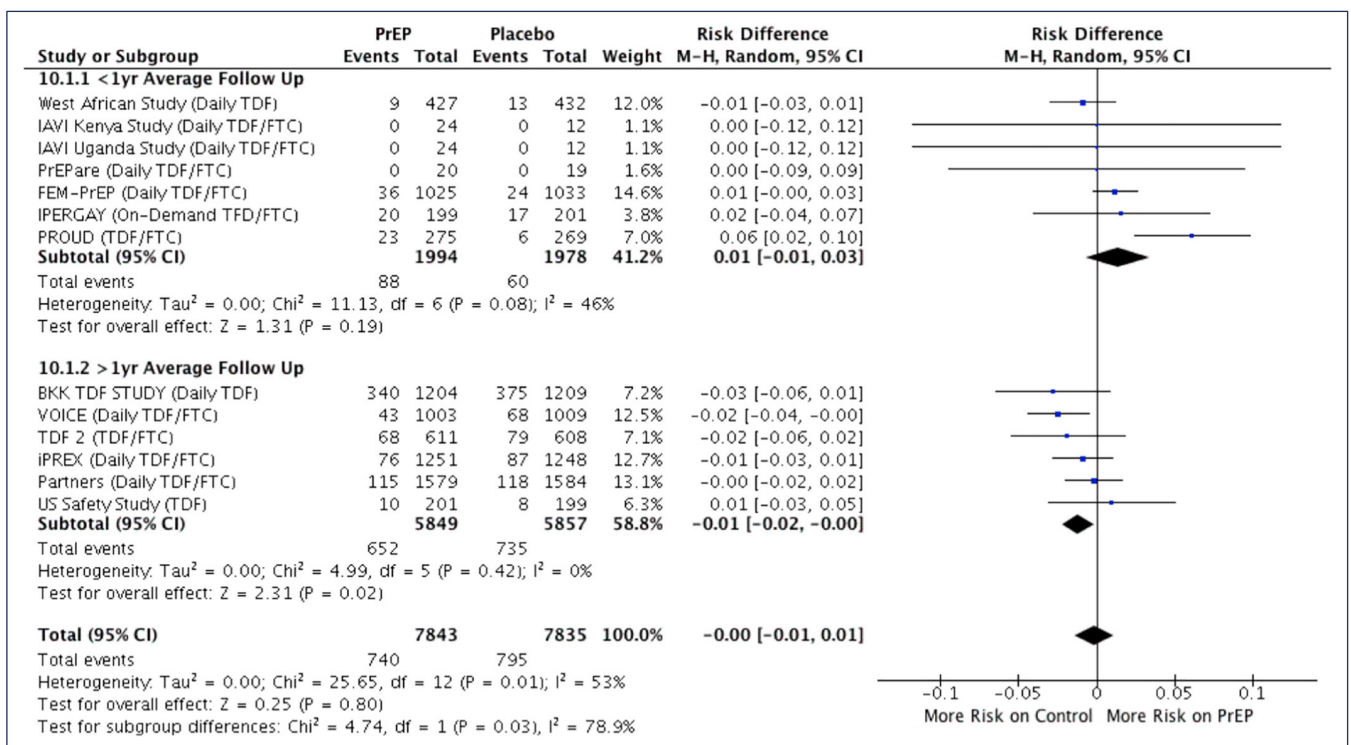 PrEP Placebo Risk Difference Risk Difference
Study or Subgroup Events Total Events Total Weight M-H, Random, 95% CI M-H, Random, 95% CI
10.1.1 <1yr Average Follow Up
West African Study (Daily TDF) 9 427 13 432 12.0% -0.01 [-0.03, 0.01]
IAVI Kenya Study (Daily TDF/FTC) 0 24 0 12 1.1% 0.00 [-0.12, 0.12]
IAVI Uganda Study (Daily TDF/FTC) 0 24 0 12 1.1% 0.00 [-0.12, 0.12]
PrEPare (Daily TDF/FTC) 0 20 0 19 1.6% 0.00 [-0.09, 0.09]
FEM-PrEP (Daily TDF/FTC) 36 1025 24 1033 14.6% 0.01 [-0.00, 0.03]
IPERGAY (On-Demand TFD/FTC) 20 199 17 201 3.8% 0.02 [-0.04, 0.07]
PROUD (TDF/FTC) 23 275 6 269 7.0% 0.06 [0.02, 0.10]
Subtotal (95% CI) 1994 1978 41.2% 0.01 [-0.01, 0.03]
Total events 88 60
Heterogeneity: Tau² = 0.00; Chi² = 11.13, df = 6 (P = 0.08); I² = 46%
Test for overall effect: Z = 1.31 (P = 0.19)
10.1.2 >1yr Average Follow Up
BKK TDF STUDY (Daily TDF) 340 1204 375 1209 7.2% -0.03 [-0.06, 0.01]
VOICE (Daily TDF/FTC) 43 1003 68 1009 12.5% -0.02 [-0.04, -0.00]
TDF 2 (TDF/FTC) 68 611 79 608 7.1% -0.02 [-0.06, 0.02]
iPREX (Daily TDF/FTC) 76 1251 87 1248 12.7% -0.01 [-0.03, 0.01]
Partners (Daily TDF/FTC) 115 1579 118 1584 13.1% -0.00 [-0.02, 0.02]
US Safety Study (TDF) 10 201 8 199 6.3% 0.01 [-0.03, 0.05]
Subtotal (95% CI) 5849 5857 58.8% -0.01 [-0.02, -0.00]
Total events 652 735
Heterogeneity: Tau² = 0.00; Chi² = 4.99, df = 5 (P = 0.42); I² = 0%
Test for overall effect: Z = 2.31 (P = 0.02)
Total (95% CI) 7843 7835 100.0% -0.00 [-0.01, 0.01]
Total events 740 795
Heterogeneity: Tau² = 0.00; Chi² = 25.65, df = 12 (P = 0.01); I² = 53%
Test for overall effect: Z = 0.25 (P = 0.80)
Test for subgroup differences: Chi² = 4.74, df = 1 (P = 0.03), I² = 78.9%
-0.1 -0.05 0 0.05 0.1
More Risk on Control More Risk on PrEP